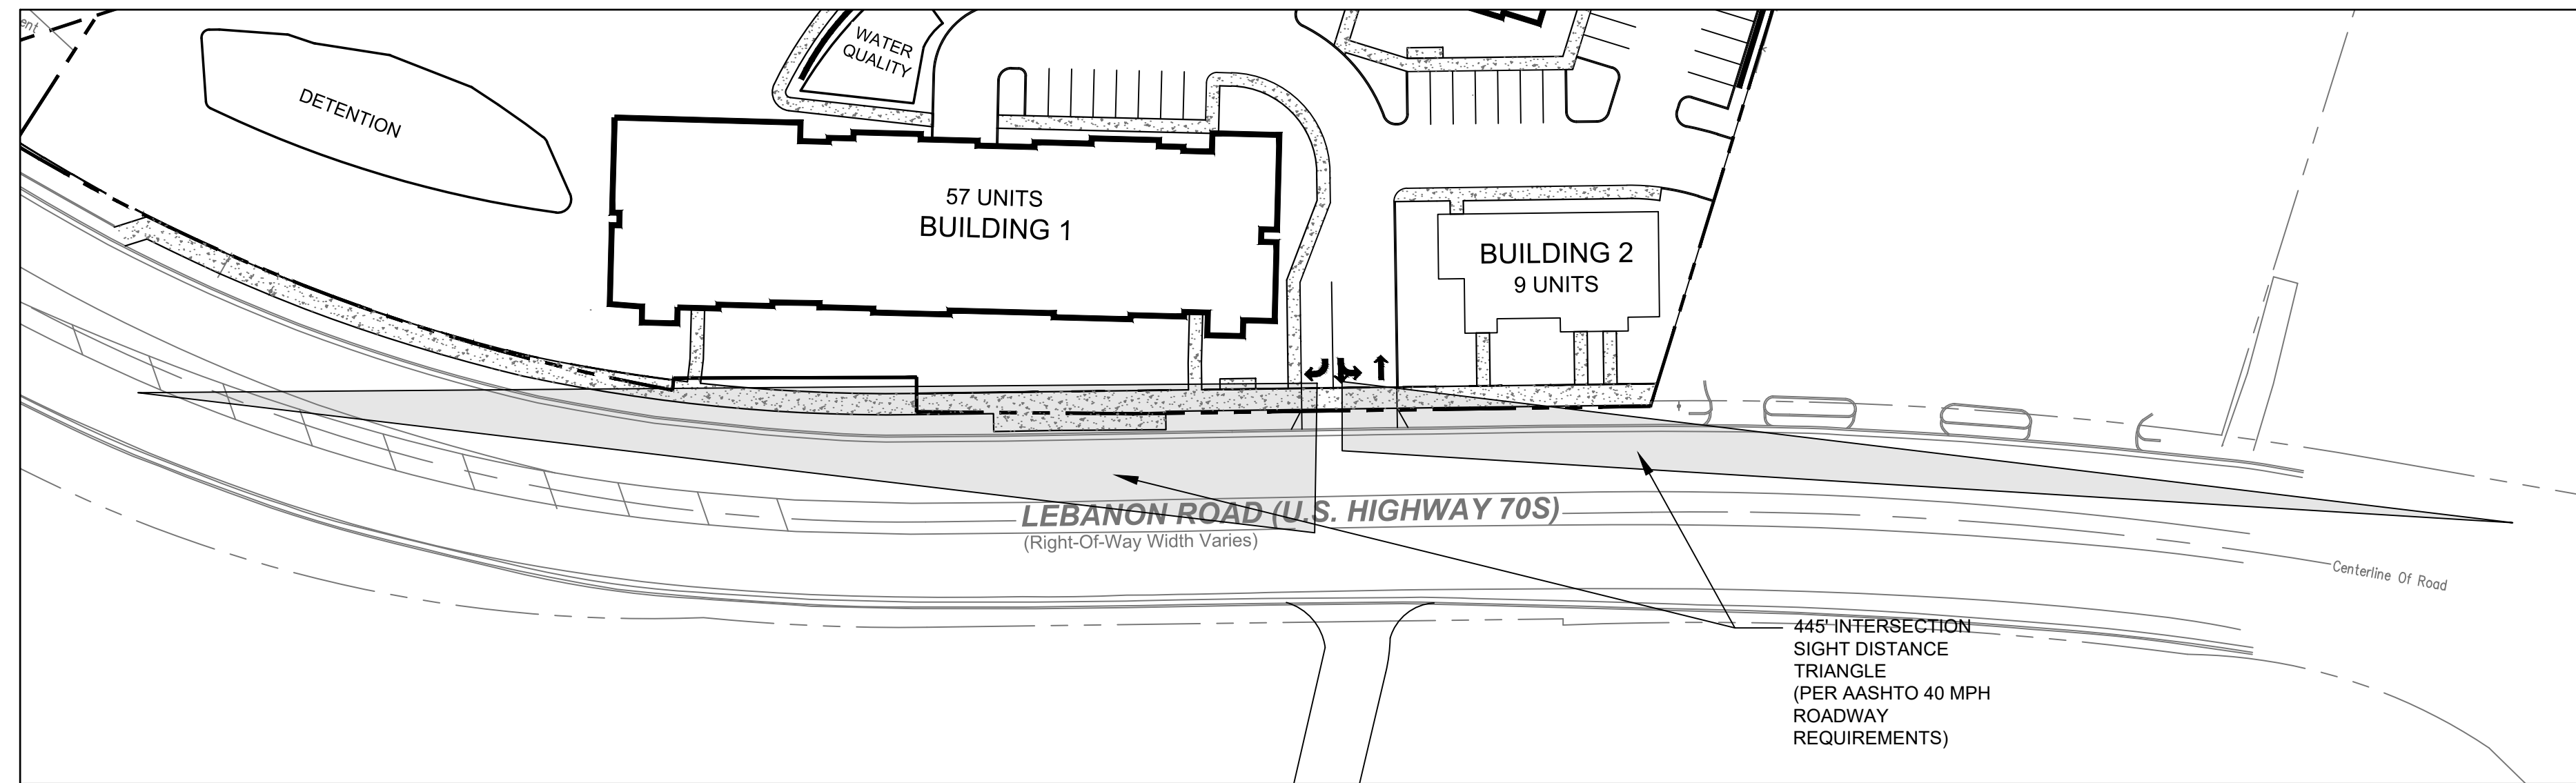 ent
WATER
QUALITY
DETENTION
57 UNITS
BUILDING 1
BUILDING 2
9 UNITS
LEBANON ROAD (U.S. HIGHWAY 70S)
(Right-Of-Way Width Varies)
Centerline Of Road
445' INTERSECTION
SIGHT DISTANCE
TRIANGLE
(PER AASHTO 40 MPH
ROADWAY
REQUIREMENTS)